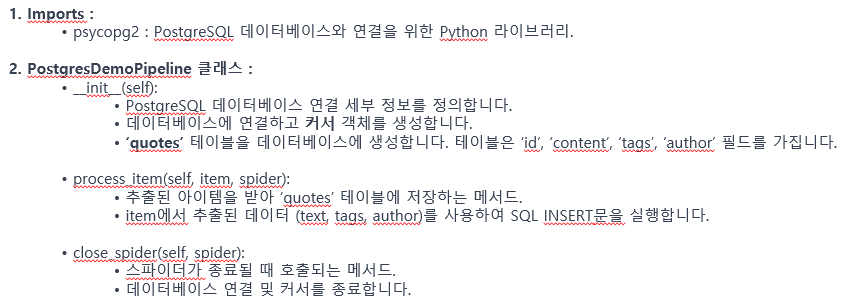 1. Imports :
• psycopg2 : PostgreSQL 데이터베이스와 연결을 위한 Python 라이브러리.
2. PostgresDemoPipeline 클래스 :
• __init__(self):
• PostgreSQL 데이터베이스 연결 세부 정보를 정의합니다.
• 데이터베이스에 연결하고 커서 객체를 생성합니다.
• ‘quotes’ 테이블을 데이터베이스에 생성합니다. 테이블은 ‘id’, ‘content’, ‘tags’, ‘author’ 필드를 가집니다.
• process_item(self, item, spider):
• 추출된 아이템을 받아 ‘quotes’ 테이블에 저장하는 메서드.
• item에서 추출된 데이터 (text, tags, author)를 사용하여 SQL INSERT문을 실행합니다.
• close_spider(self, spider):
• 스파이더가 종료될 때 호출되는 메서드.
• 데이터베이스 연결 및 커서를 종료합니다.